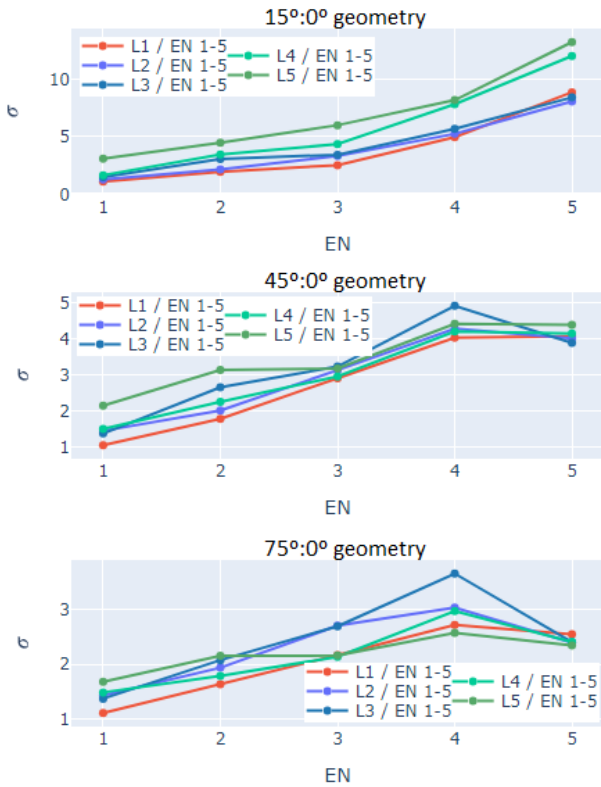 15º:0º geometry
L1 / EN 1-5
L2 / EN 1-5
L3 / EN 1-5
L4 / EN 1-5
L5 / EN 1-5
10
5
0
σ
1 2 3 4 5
EN
45º:0º geometry
L1 / EN 1-5
L2 / EN 1-5
L3 / EN 1-5
L4 / EN 1-5
L5 / EN 1-5
5
4
3
2
1
σ
1 2 3 4 5
EN
75º:0º geometry
3
2
1
σ
L1 / EN 1-5
L2 / EN 1-5
L3 / EN 1-5
L4 / EN 1-5
L5 / EN 1-5
1 2 3 4 5
EN